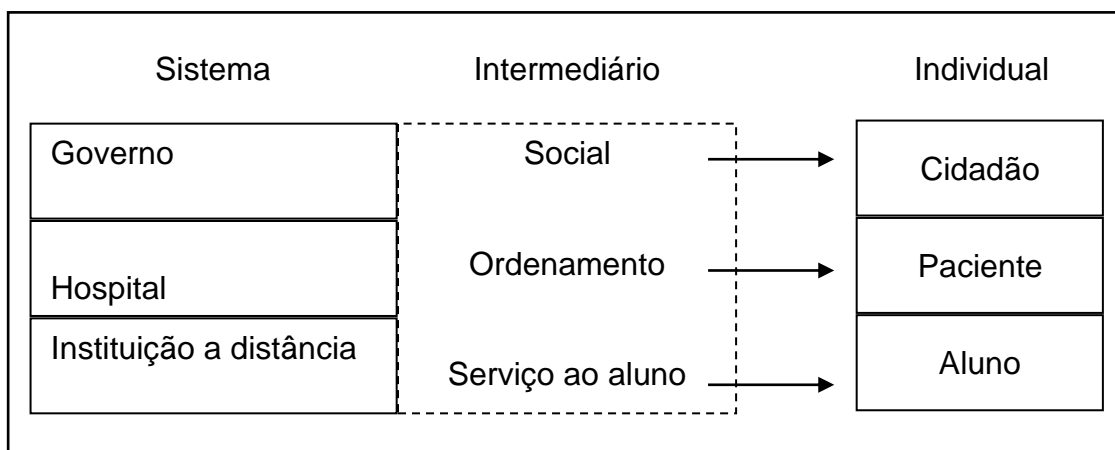 Sistema Intermediário Individual
Governo Social Cidadão
Hospital Ordenamento Paciente
Instituição a distância Serviço ao aluno Aluno